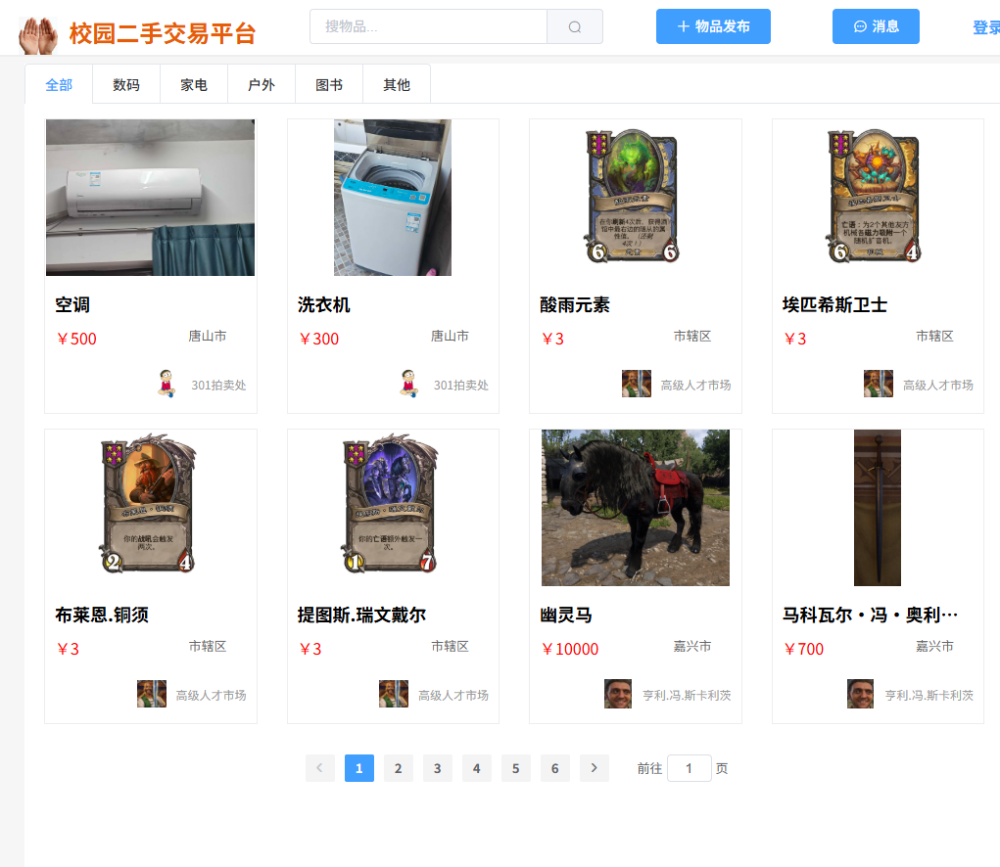 校园二手交易平台
搜物品...
物品发布
消息
登录
全部 数码 家电 户外 图书 其他
空调
￥500 唐山市
301拍卖处
洗衣机
￥300 唐山市
301拍卖处
酸雨元素
￥3 市辖区
高级人才市场
埃匹希斯卫士
亡语：为2个其他友方
机械吸附一个
6
4
￥3 市辖区
高级人才市场
布莱恩.铜须
你的战吼会触发
两次。
2
4
￥3 市辖区
高级人才市场
提图斯.瑞文戴尔
你的亡语额外触发一
次。
1
7
￥3 市辖区
高级人才市场
幽灵马
￥10000 嘉兴市
亨利.冯.斯卡利茨
马科瓦尔·冯·奥利…
￥700 嘉兴市
亨利.冯.斯卡利茨
1 2 3 4 5 6 前往 1 页